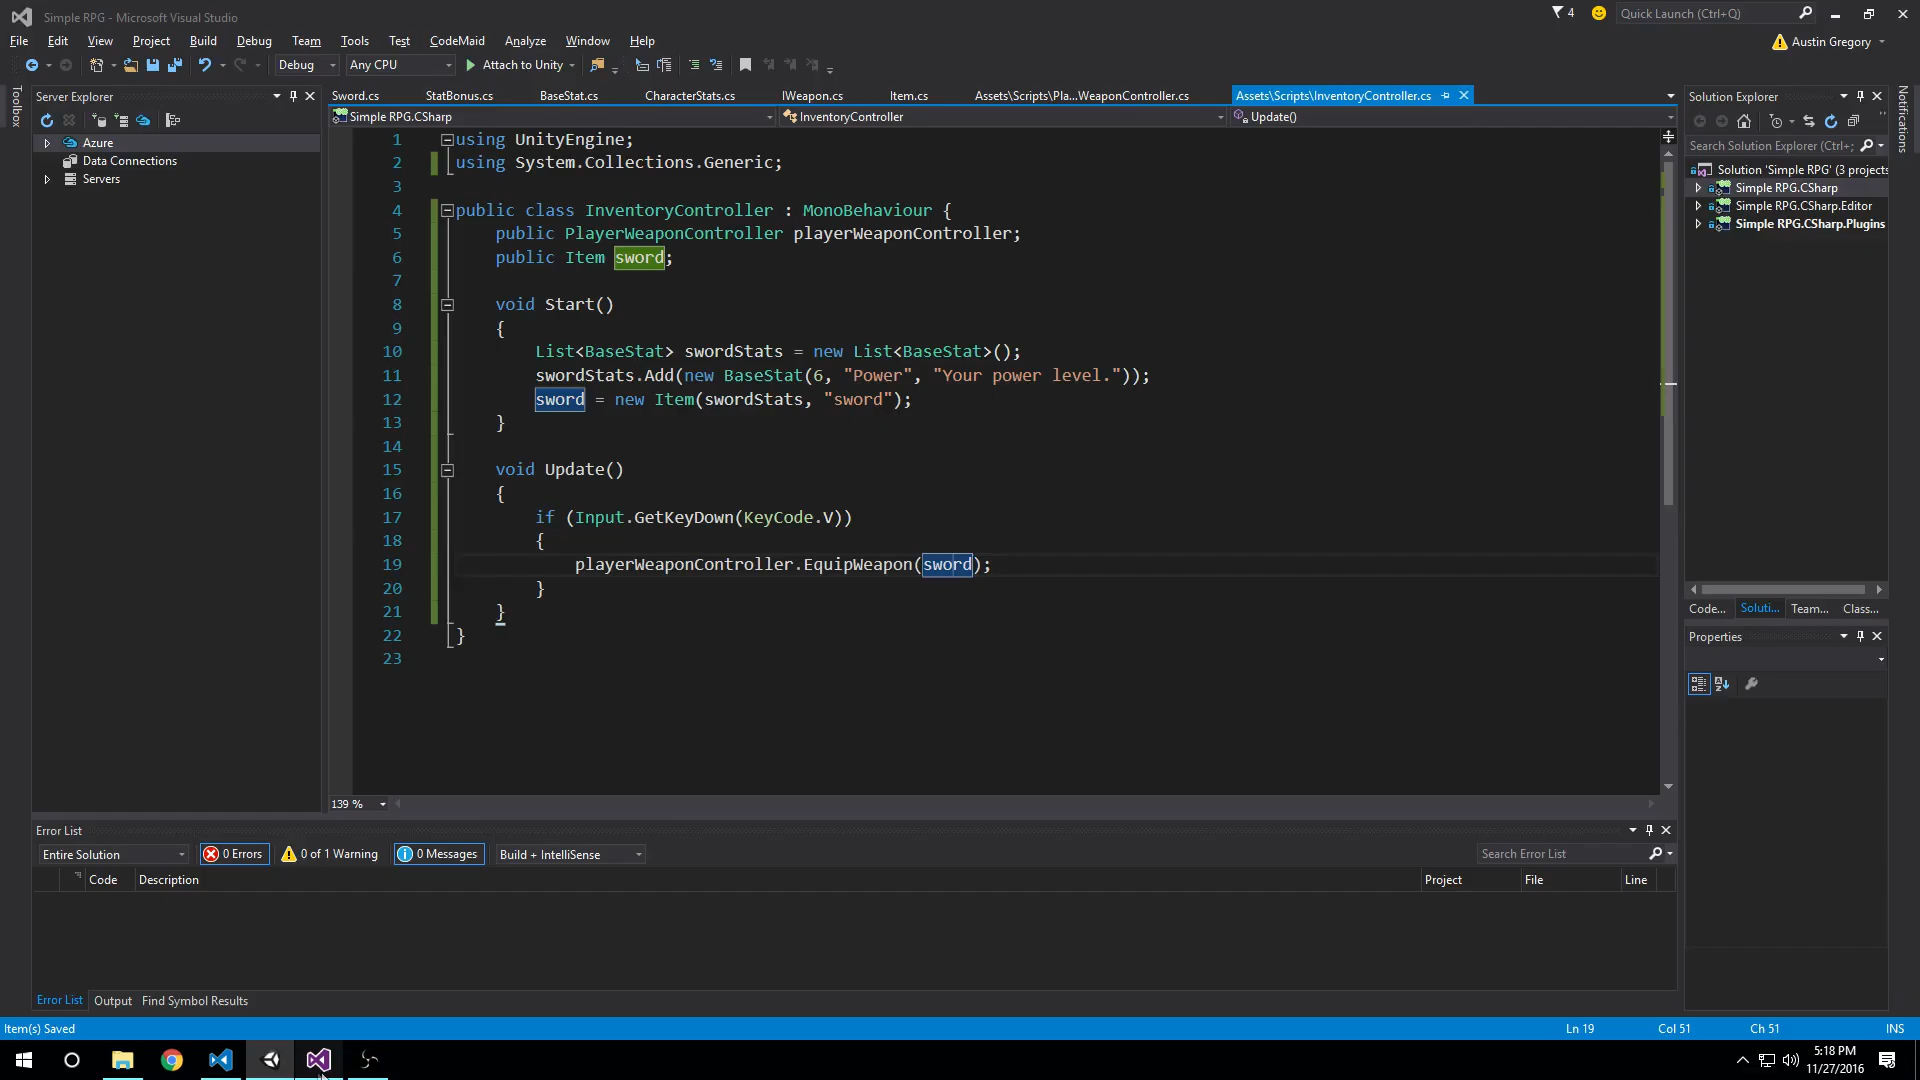 Simple RPG - Microsoft Visual Studio
4
Quick Launch (Ctrl+Q)
File Edit View Project Build Debug Team Tools Test CodeMaid Analyze Window Help
Austin Gregory
Debug Any CPU Attach to Unity
Toolbox
Server Explorer
Azure
Data Connections
Servers
Sword.cs StatBonus.cs BaseStat.cs CharacterStats.cs IWeapon.cs Item.cs Assets\Scripts\Pla...WeaponController.cs Assets\Scripts\InventoryController.cs
Simple RPG.CSharp InventoryController Update()
1 using UnityEngine;
2 using System.Collections.Generic;
3
4 public class InventoryController : MonoBehaviour {
5 public PlayerWeaponController playerWeaponController;
6 public Item sword;
7
8 void Start()
9 {
10 List<BaseStat> swordStats = new List<BaseStat>();
11 swordStats.Add(new BaseStat(6, "Power", "Your power level."));
12 sword = new Item(swordStats, "sword");
13 }
14
15 void Update()
16 {
17 if (Input.GetKeyDown(KeyCode.V))
18 {
19 playerWeaponController.EquipWeapon(sword);
20 }
21 }
22 }
23
139 %
Solution Explorer
Search Solution Explorer (Ctrl+;
Solution 'Simple RPG' (3 projects
Simple RPG.CSharp
Simple RPG.CSharp.Editor
Simple RPG.CSharp.Plugins
Code... Soluti... Team... Class...
Properties
Notifications
Error List
Entire Solution 0 Errors 0 of 1 Warning 0 Messages Build + IntelliSense Search Error List
Code Description Project File Line
Error List Output Find Symbol Results
Item(s) Saved Ln 19 Col 51 Ch 51 INS
5:18 PM
11/27/2016